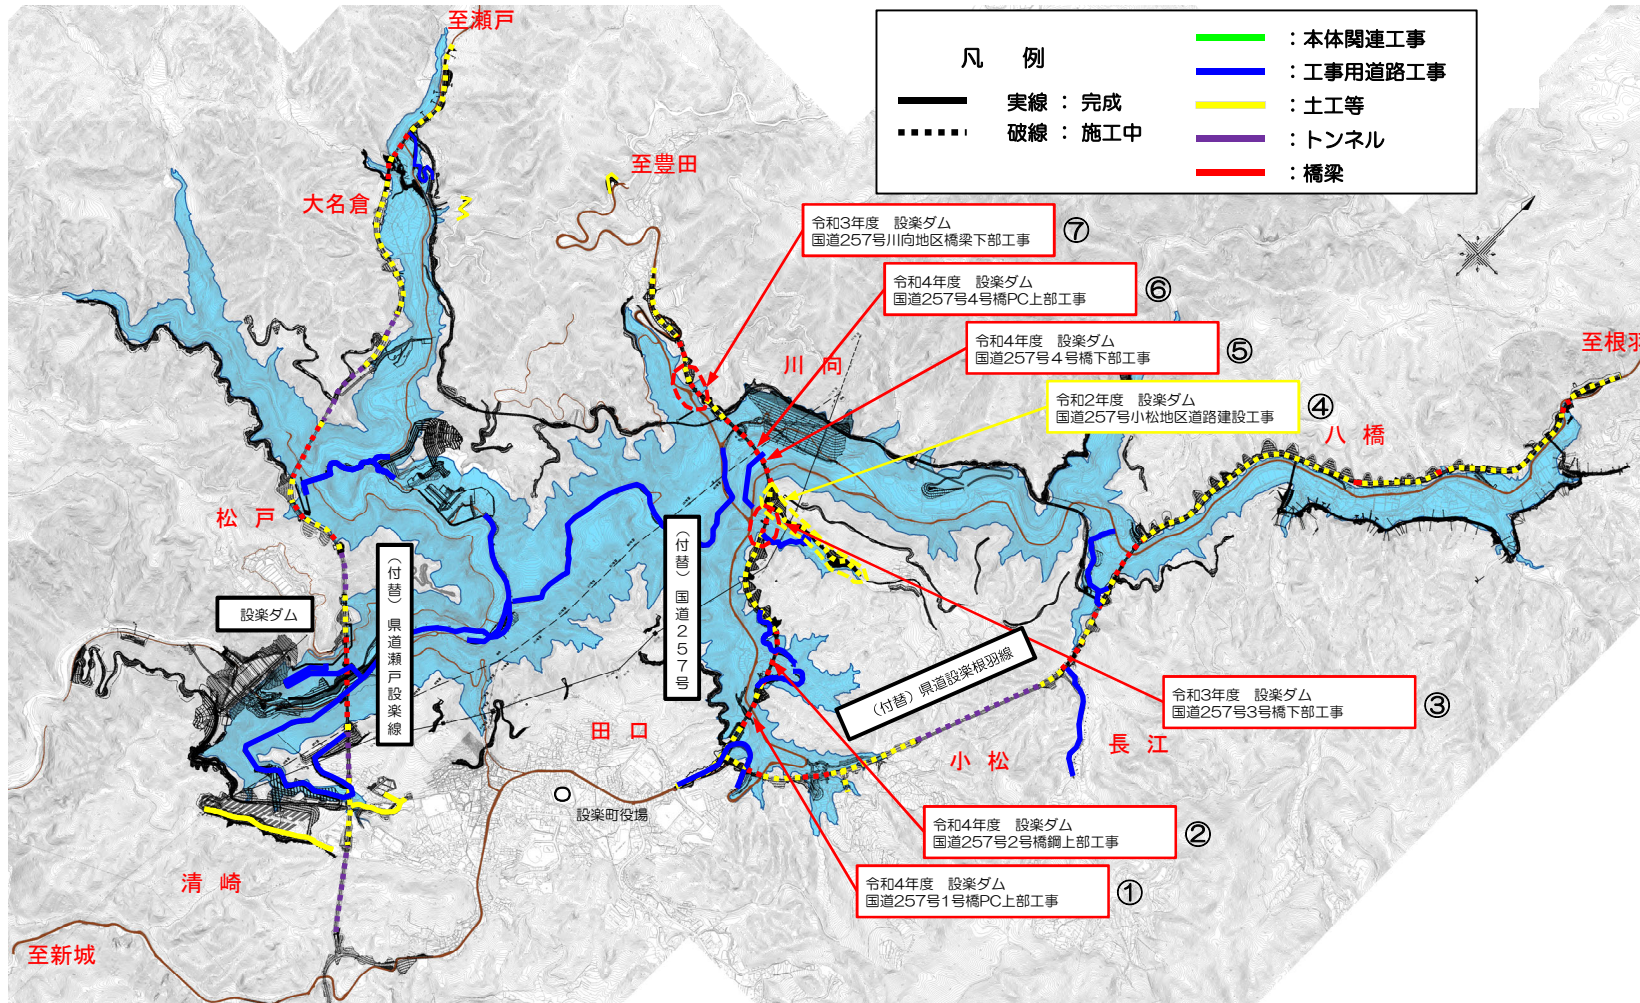 至瀬戸
凡 例
実線 : 完成
破線 : 施工中
: 本体関連工事
: 工事用道路工事
: 土工等
: トンネル
: 橋梁
至豊田
大名倉
令和3年度 設楽ダム
国道257号川向地区橋梁下部工事
⑦
令和4年度 設楽ダム
国道257号4号橋PC上部工事
⑥
令和4年度 設楽ダム
国道257号4号橋下部工事
⑤
川 向
至根羽
令和2年度 設楽ダム
国道257号小松地区道路建設工事
④
八 橋
松 戸
(付替) 県道瀬戸設楽線
(付替) 国道257号
設楽ダム
(付替) 県道設楽根羽線
令和3年度 設楽ダム
国道257号3号橋下部工事
③
田 口
小 松
長 江
設楽町役場
令和4年度 設楽ダム
国道257号2号橋鋼上部工事
②
清 崎
令和4年度 設楽ダム
国道257号1号橋PC上部工事
①
至新城